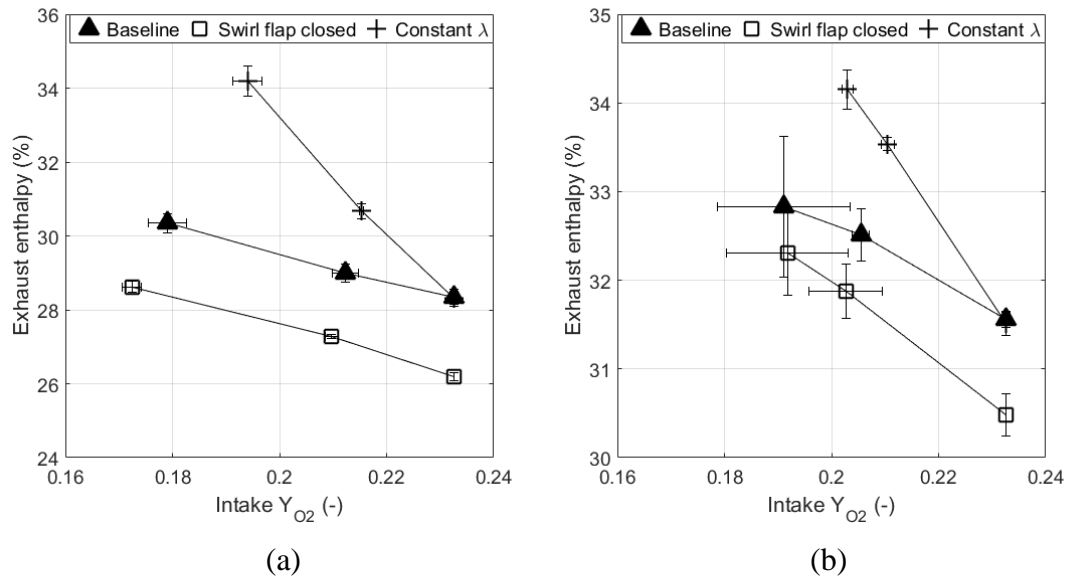 Baseline Swirl flap closed Constant λ
36
34
32
30
28
26
24
Exhaust enthalpy (%)
0.16 0.18 0.2 0.22 0.24
Intake Y_O2 (-)
(a)
Baseline Swirl flap closed Constant λ
35
34
33
32
31
30
Exhaust enthalpy (%)
0.16 0.18 0.2 0.22 0.24
Intake Y_O2 (-)
(b)